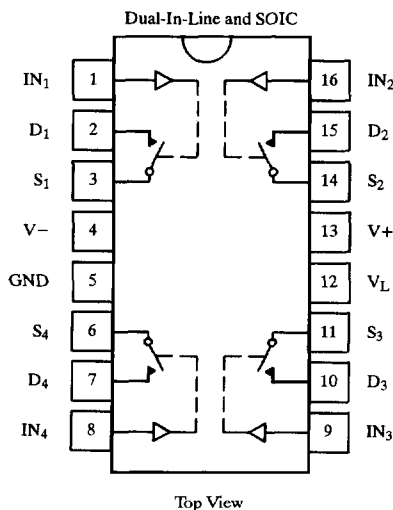 Dual-In-Line and SOIC
IN1 1 16 IN2
D1 2 15 D2
S1 3 14 S2
V− 4 13 V+
GND 5 12 VL
S4 6 11 S3
D4 7 10 D3
IN4 8 9 IN3
Top View